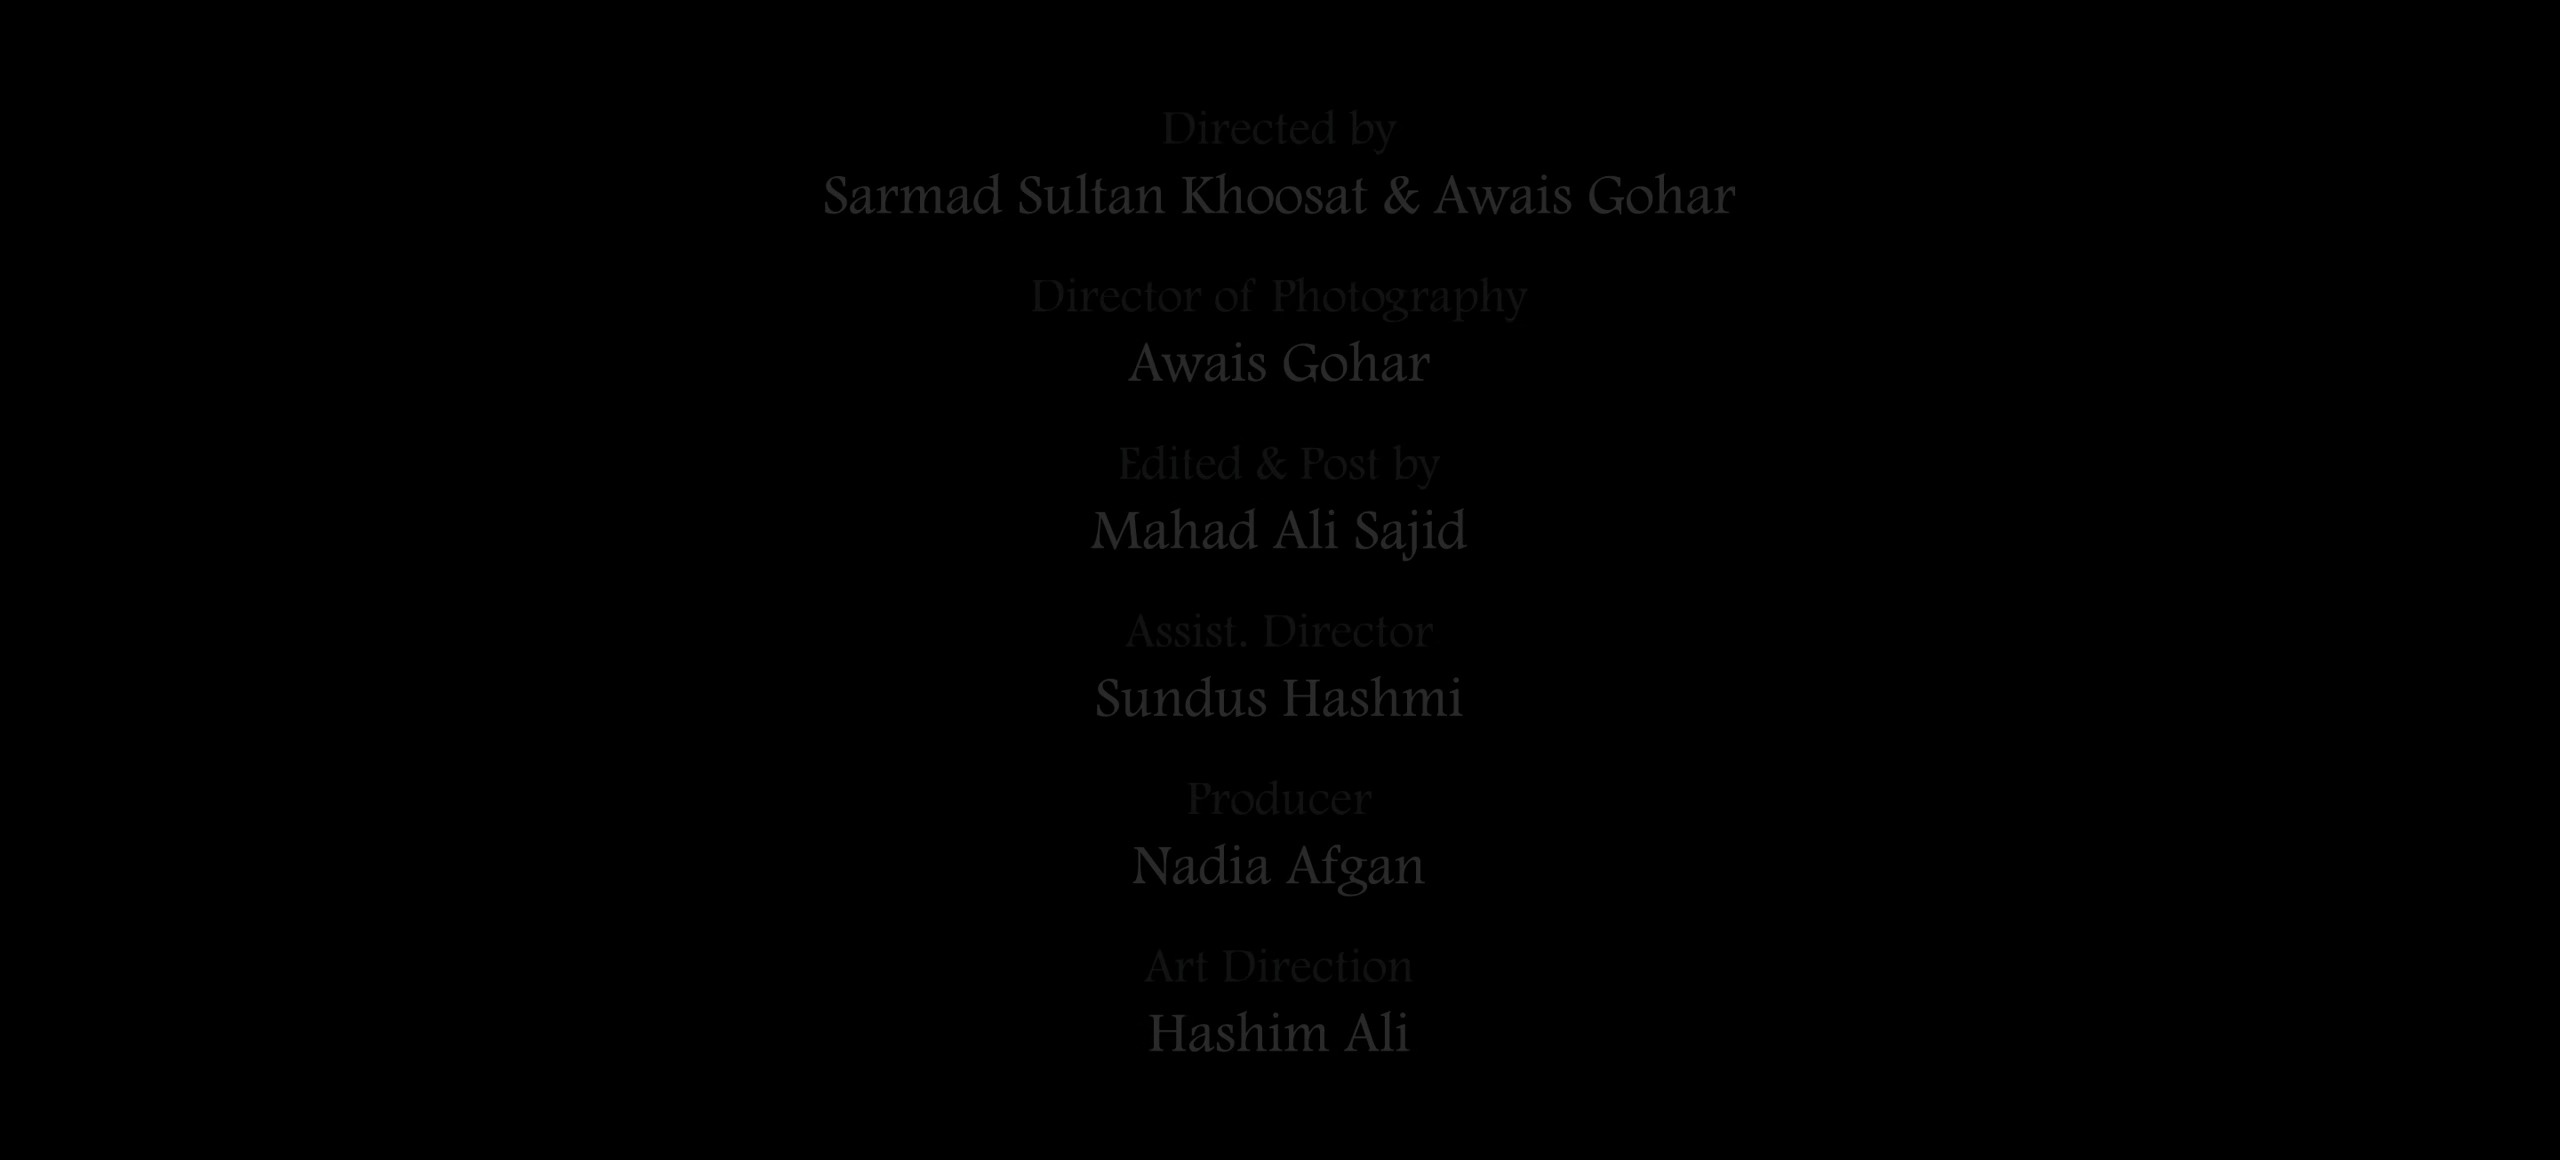 Directed by
Sarmad Sultan Khoosat & Awais Gohar
Director of Photography
Awais Gohar
Edited & Post by
Mahad Ali Sajid
Assist. Director
Sundus Hashmi
Producer
Nadia Afgan
Art Direction
Hashim Ali